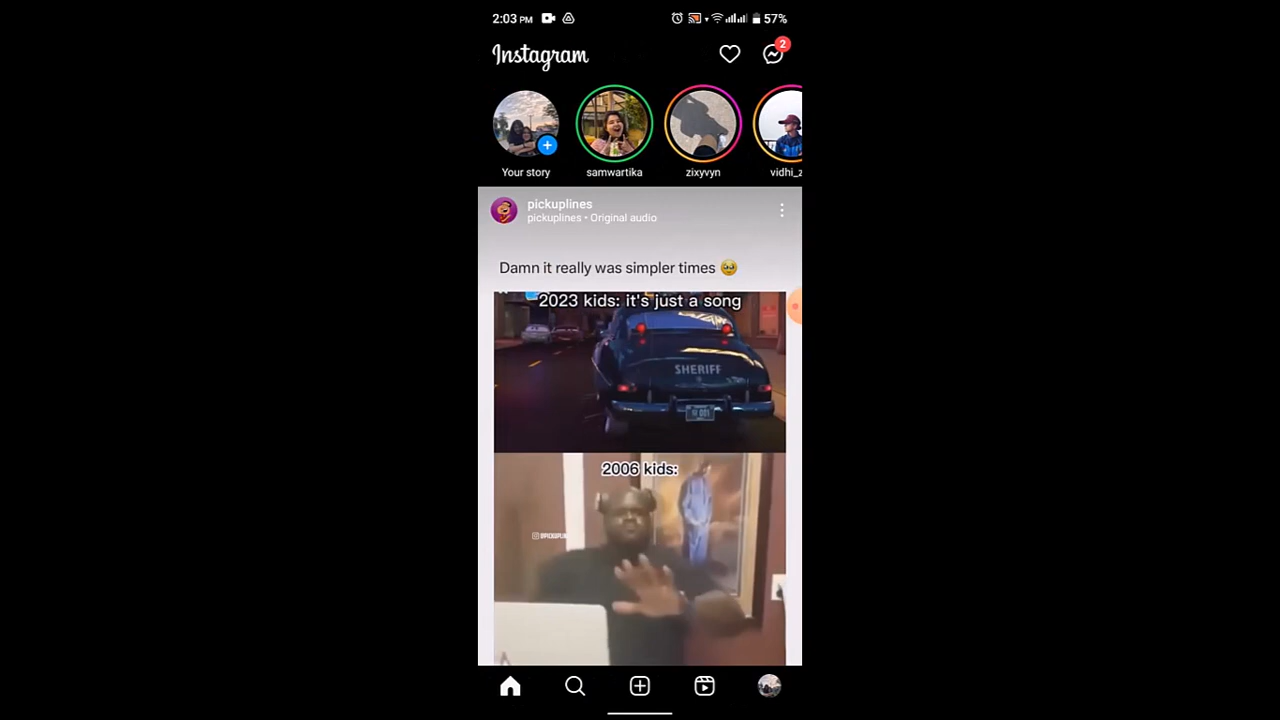 2:03 PM
57%
Instagram
2
Your story
samwartika
zixyvyn
vidhi_z
pickuplines
pickuplines • Original audio
Damn it really was simpler times 🥹
2023 kids: it's just a song
SHERIFF
2006 kids: